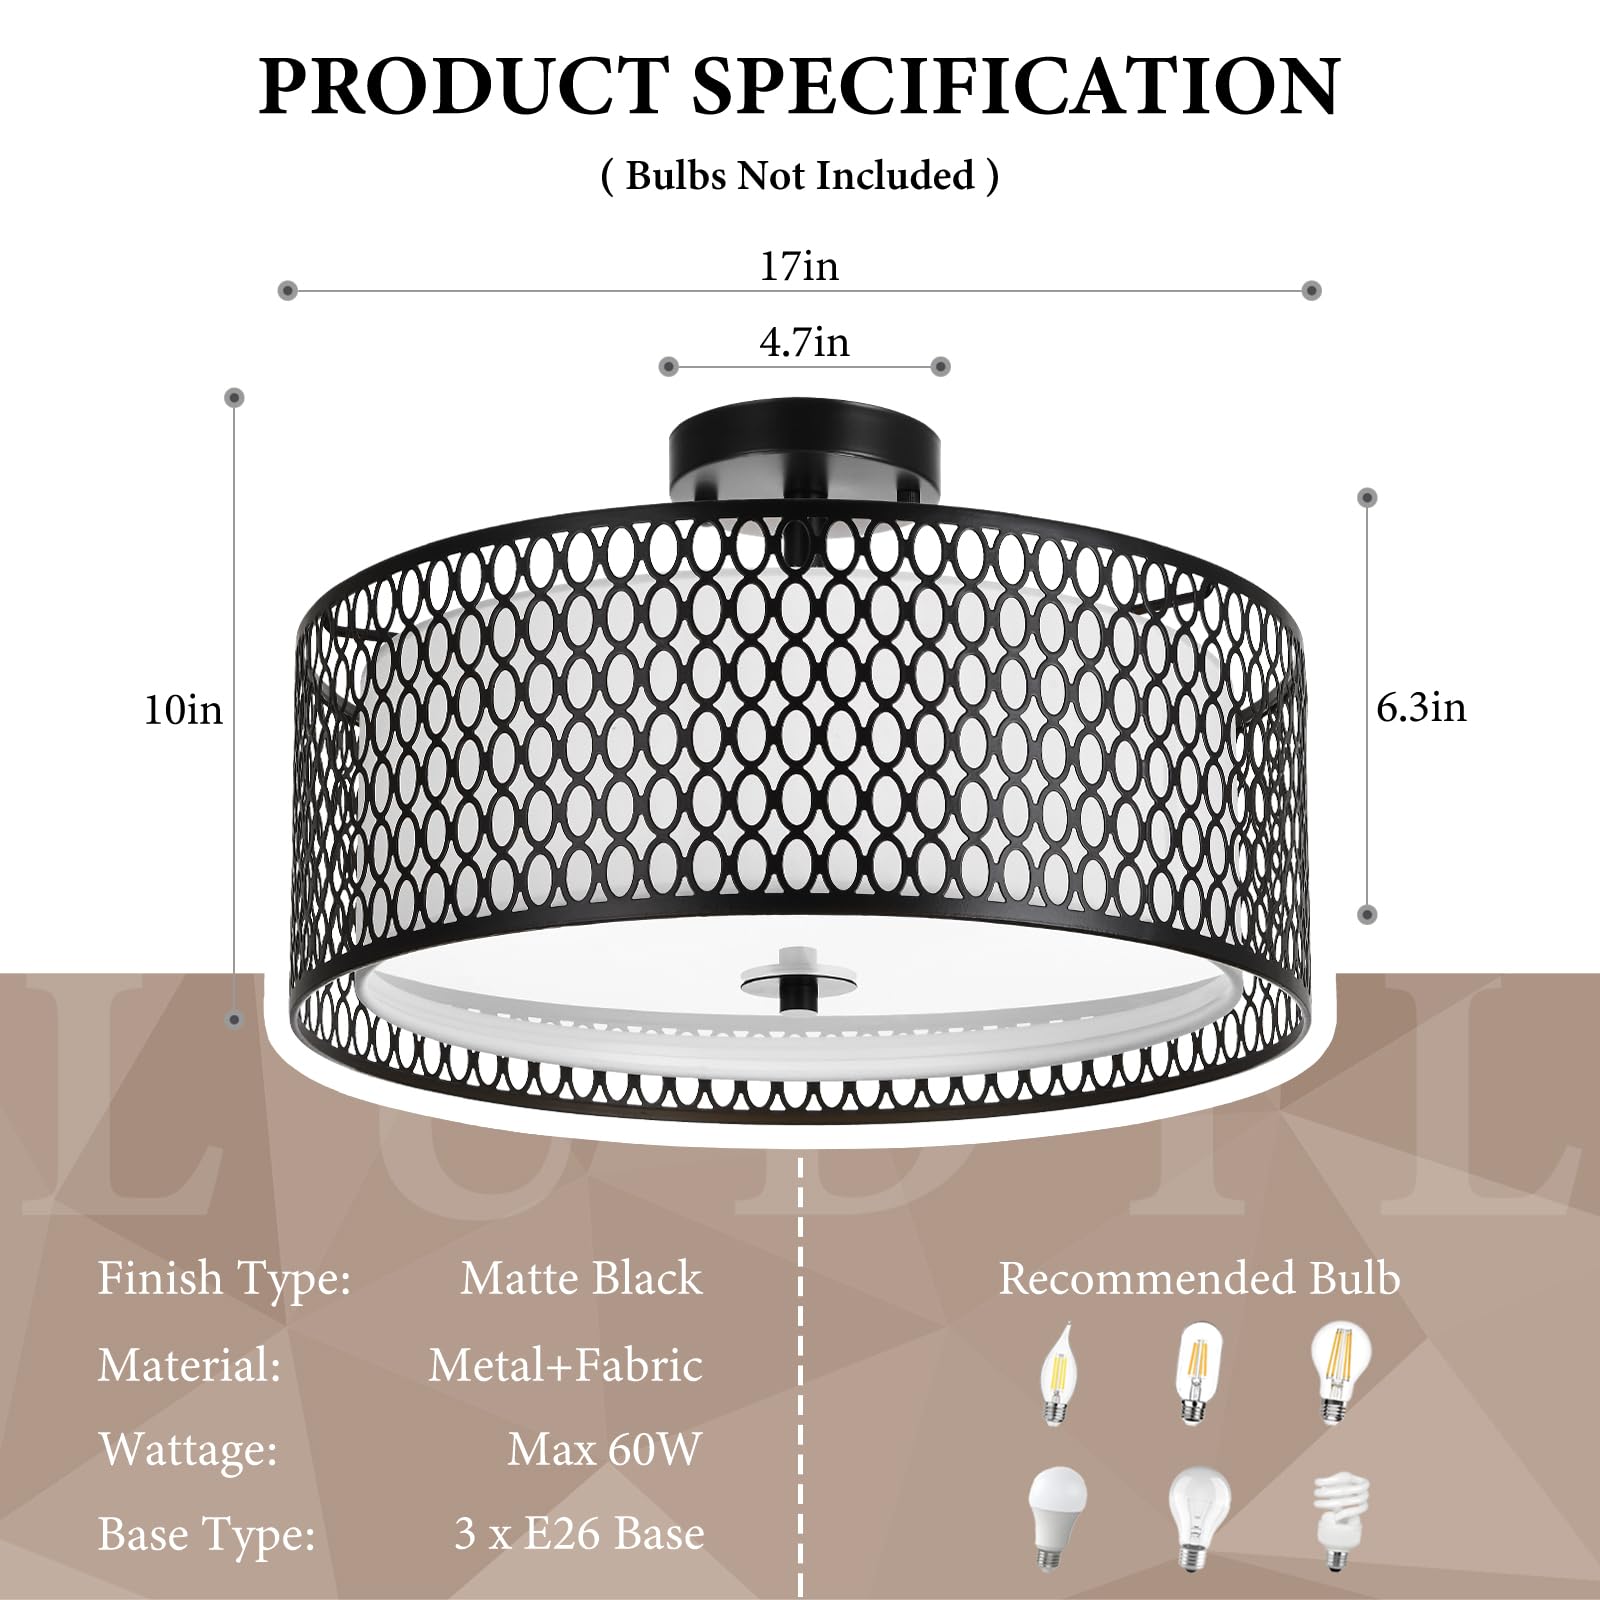 PRODUCT SPECIFICATION
( Bulbs Not Included )
17in
4.7in
10in
6.3in
Finish Type: Matte Black
Material: Metal+Fabric
Wattage: Max 60W
Base Type: 3 x E26 Base
Recommended Bulb